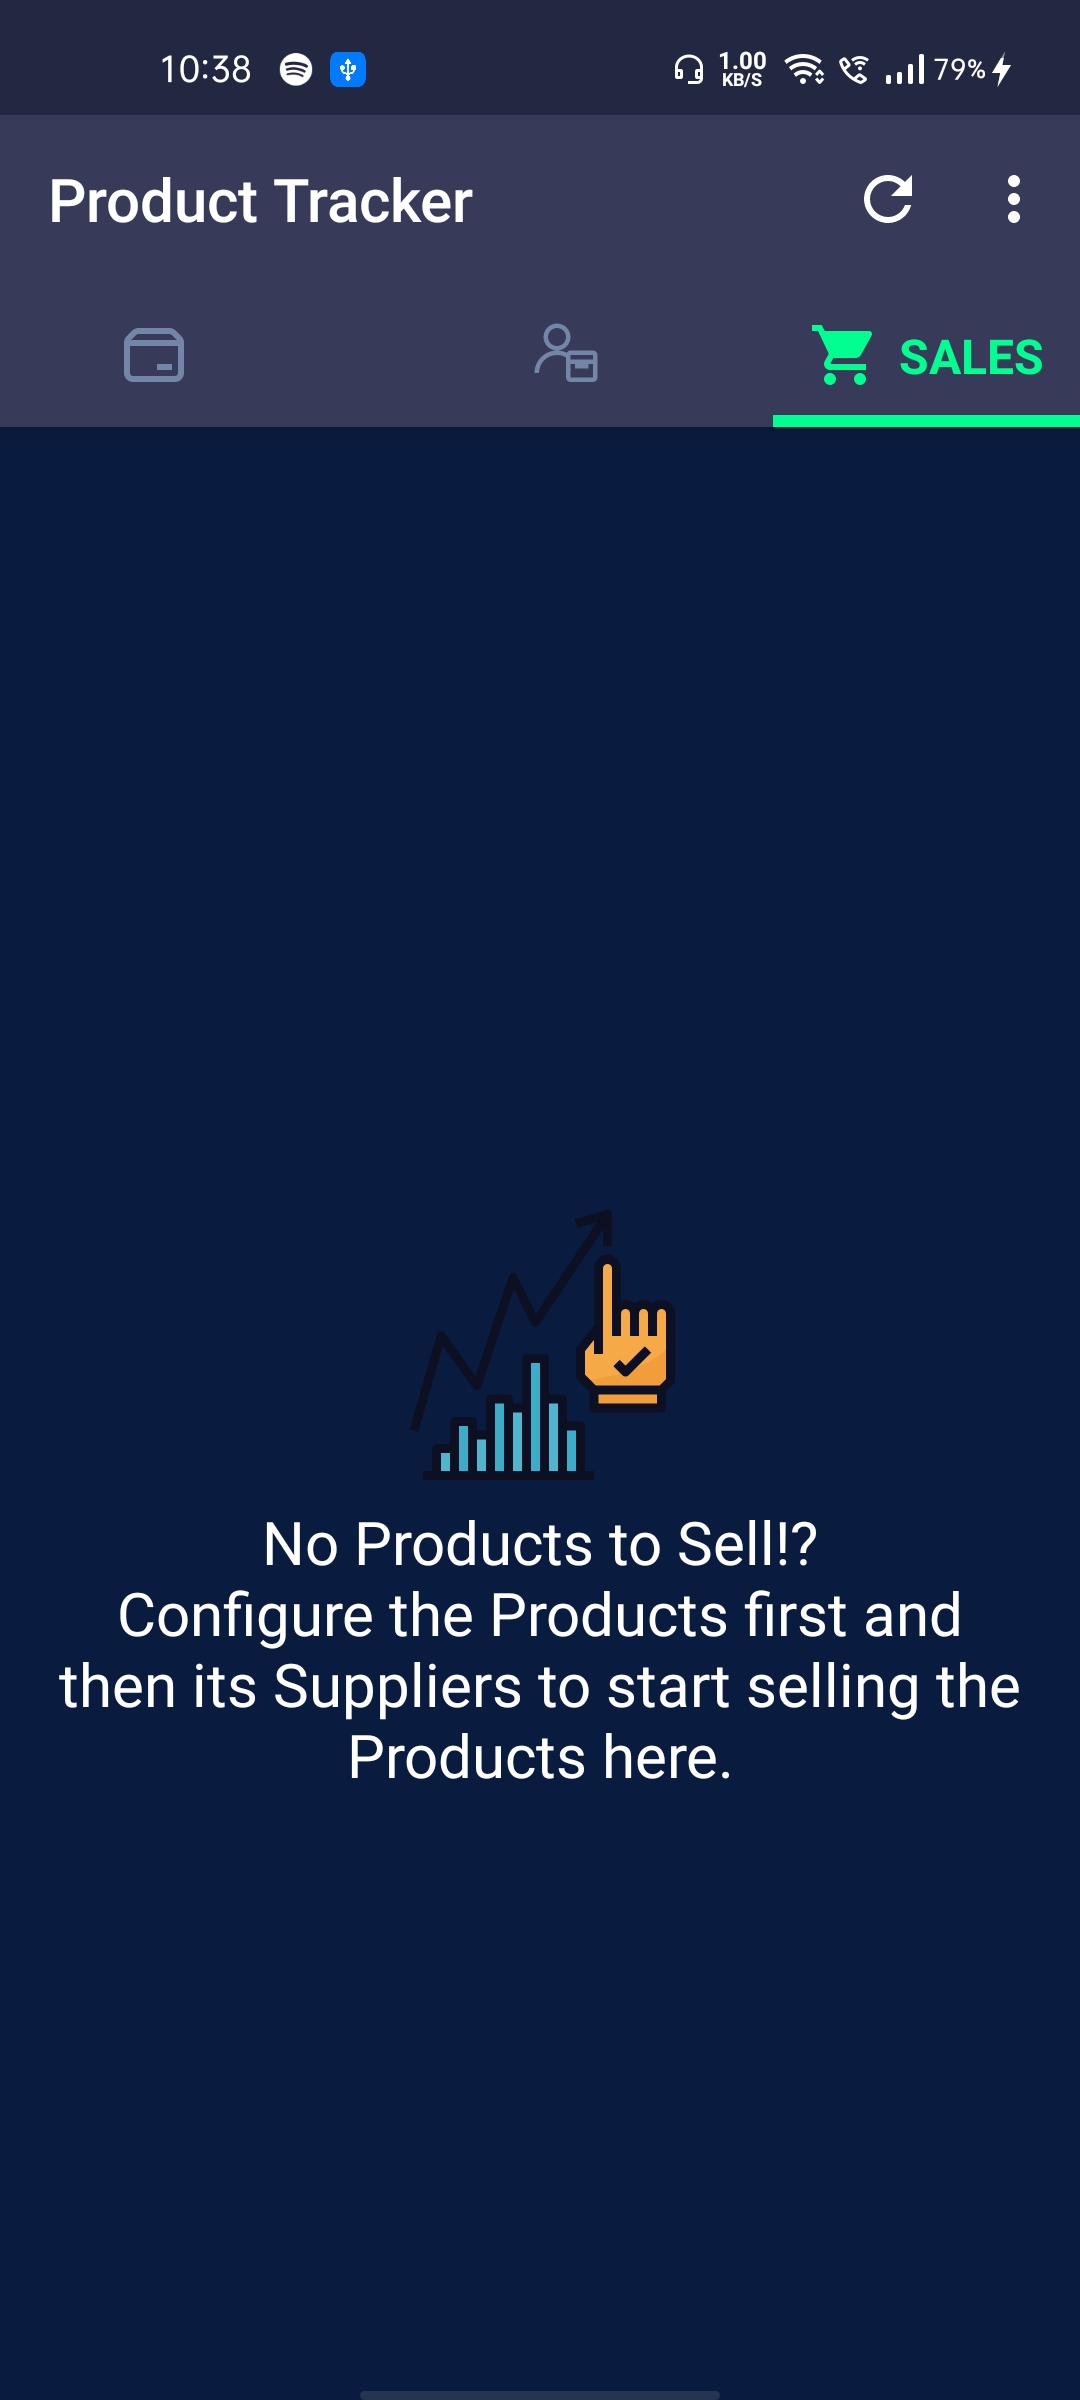 10:38
1.00
KB/S
79%
Product Tracker
SALES
No Products to Sell!?
Configure the Products first and
then its Suppliers to start selling the
Products here.